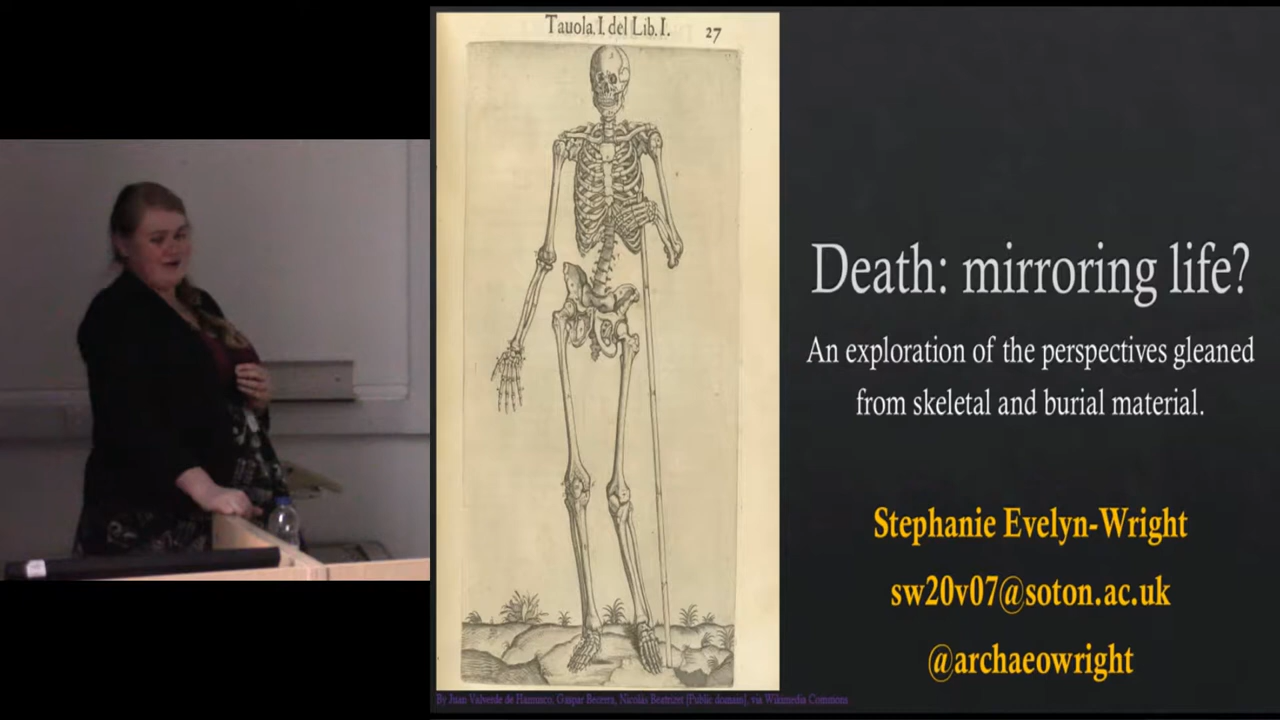 Tauola. I. del Lib. I. 27
Death: mirroring life?
An exploration of the perspectives gleaned
from skeletal and burial material.
Stephanie Evelyn-Wright
sw20v07@soton.ac.uk
@archaeowright
By Juan Valverde de Hamusco; Gaspar Becerra, Nicolás Beatrizet [Public domain], via Wikimedia Commons